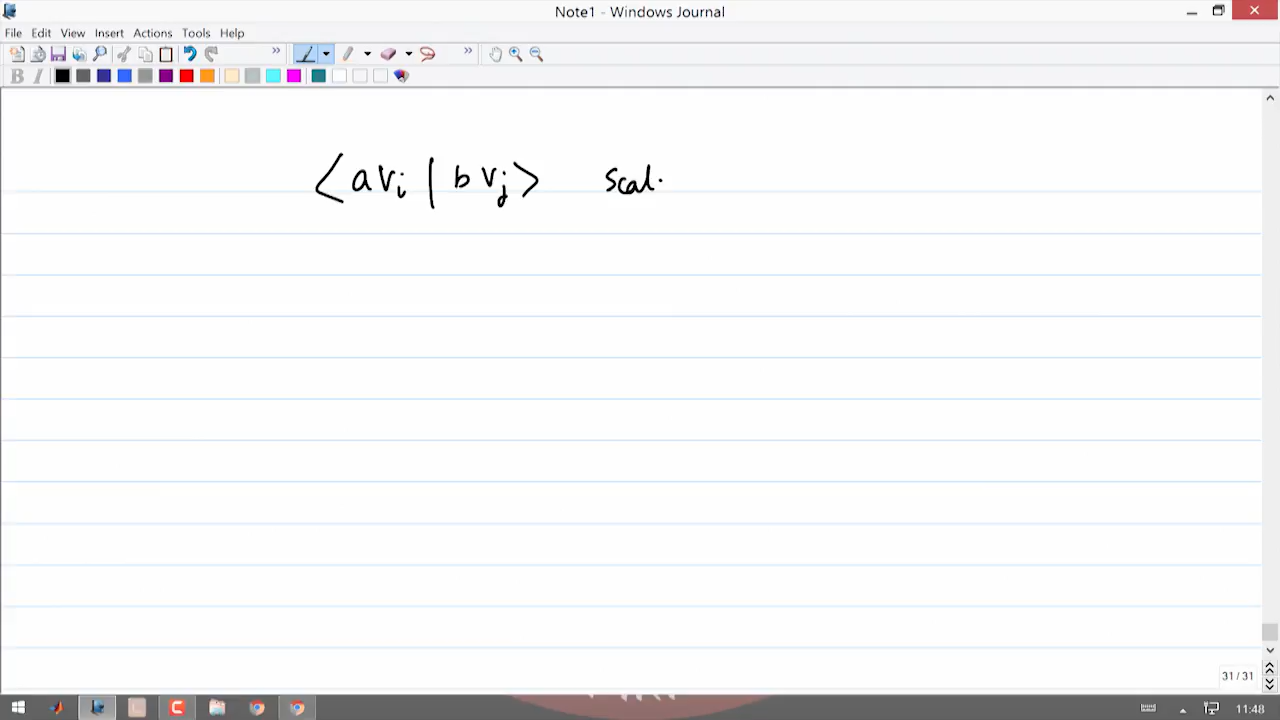 Note1 - Windows Journal
File Edit View Insert Actions Tools Help
B I
<avᵢ | bvⱼ> scal.
31 / 31
11:48